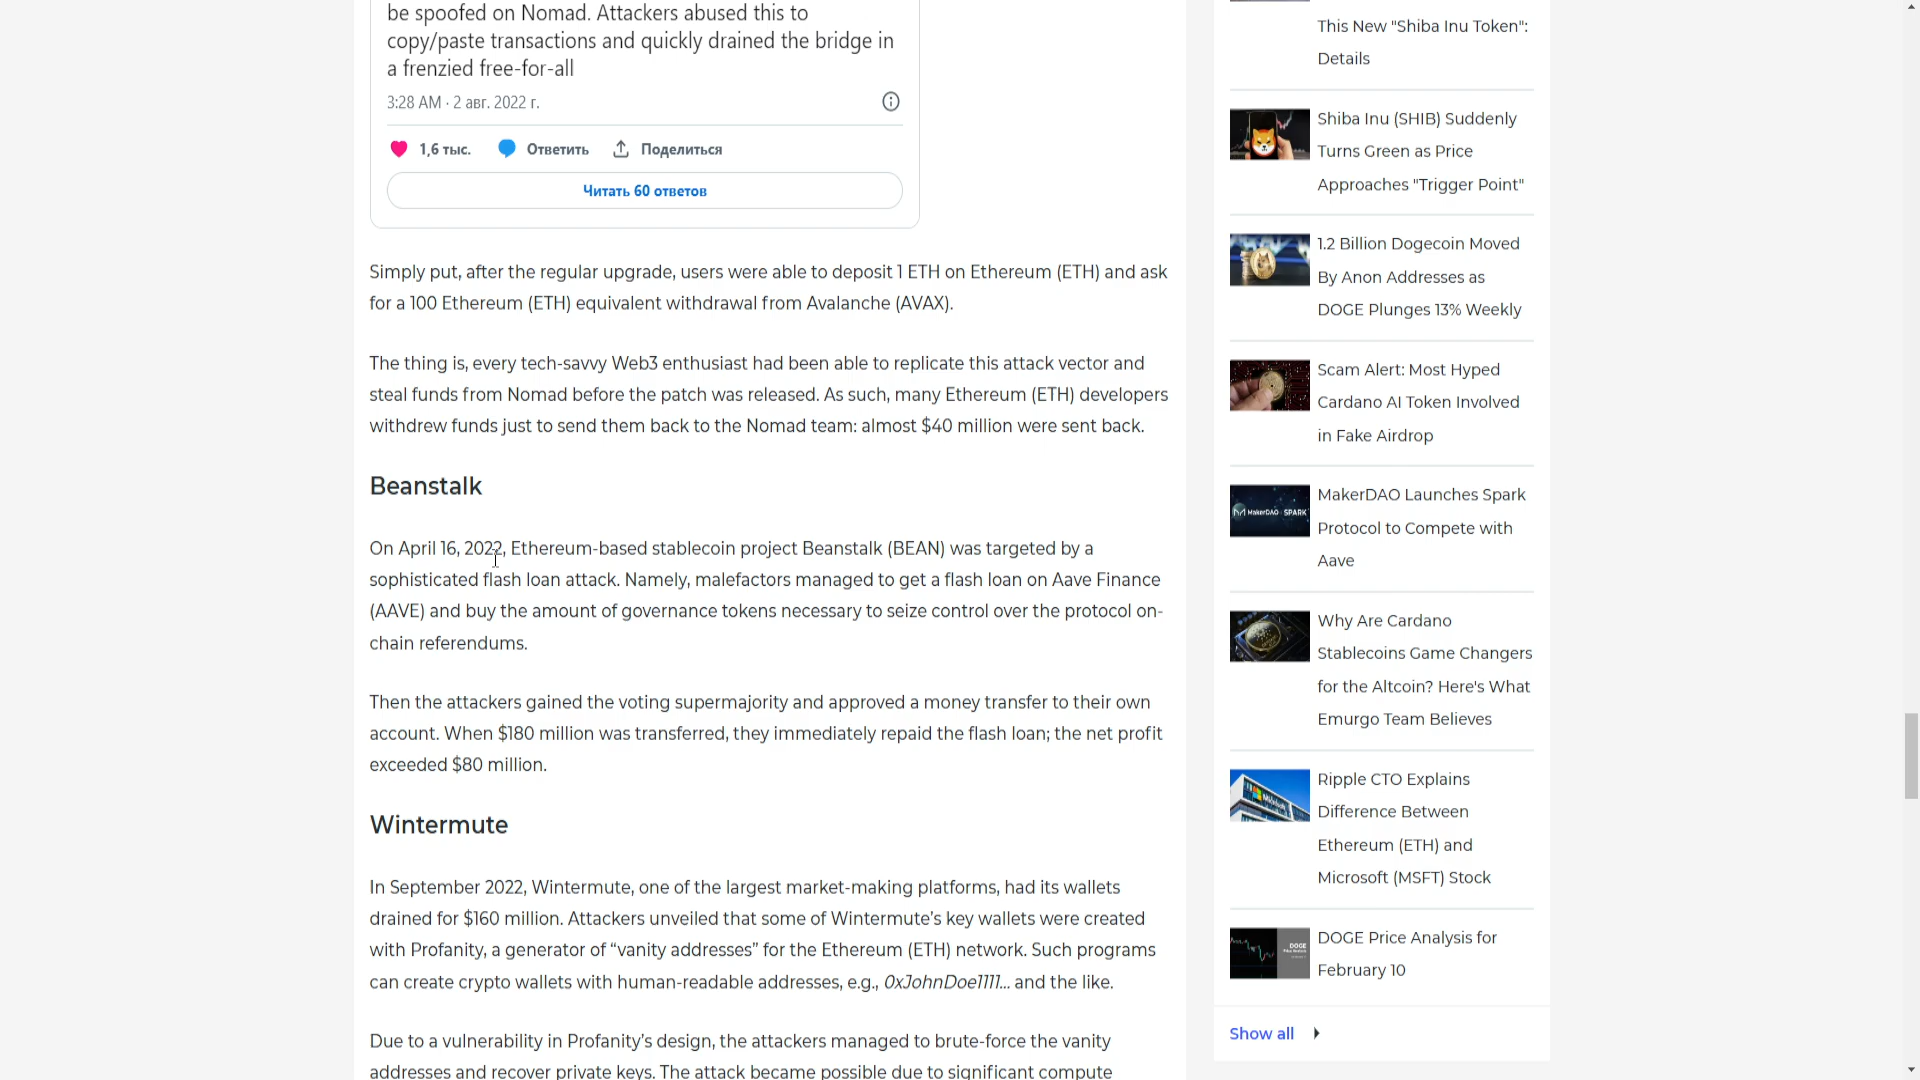 be spoofed on Nomad. Attackers abused this to
copy/paste transactions and quickly drained the bridge in
a frenzied free-for-all
3:28 AM · 2 авг. 2022 г.
1,6 тыс.
Ответить
Поделиться
Читать 60 ответов
Simply put, after the regular upgrade, users were able to deposit 1 ETH on Ethereum (ETH) and ask
for a 100 Ethereum (ETH) equivalent withdrawal from Avalanche (AVAX).
The thing is, every tech-savvy Web3 enthusiast had been able to replicate this attack vector and
steal funds from Nomad before the patch was released. As such, many Ethereum (ETH) developers
withdrew funds just to send them back to the Nomad team: almost $40 million were sent back.
Beanstalk
On April 16, 2022, Ethereum-based stablecoin project Beanstalk (BEAN) was targeted by a
sophisticated flash loan attack. Namely, malefactors managed to get a flash loan on Aave Finance
(AAVE) and buy the amount of governance tokens necessary to seize control over the protocol on-
chain referendums.
Then the attackers gained the voting supermajority and approved a money transfer to their own
account. When $180 million was transferred, they immediately repaid the flash loan; the net profit
exceeded $80 million.
Wintermute
In September 2022, Wintermute, one of the largest market-making platforms, had its wallets
drained for $160 million. Attackers unveiled that some of Wintermute's key wallets were created
with Profanity, a generator of “vanity addresses” for the Ethereum (ETH) network. Such programs
can create crypto wallets with human-readable addresses, e.g., 0xJohnDoe1111... and the like.
Due to a vulnerability in Profanity's design, the attackers managed to brute-force the vanity
addresses and recover private keys. The attack became possible due to significant compute
This New "Shiba Inu Token":
Details
Shiba Inu (SHIB) Suddenly
Turns Green as Price
Approaches "Trigger Point"
1.2 Billion Dogecoin Moved
By Anon Addresses as
DOGE Plunges 13% Weekly
Scam Alert: Most Hyped
Cardano AI Token Involved
in Fake Airdrop
MakerDAO SPARK
MakerDAO Launches Spark
Protocol to Compete with
Aave
Why Are Cardano
Stablecoins Game Changers
for the Altcoin? Here's What
Emurgo Team Believes
Ripple CTO Explains
Difference Between
Ethereum (ETH) and
Microsoft (MSFT) Stock
DOGE
DOGE Price Analysis for
February 10
Show all